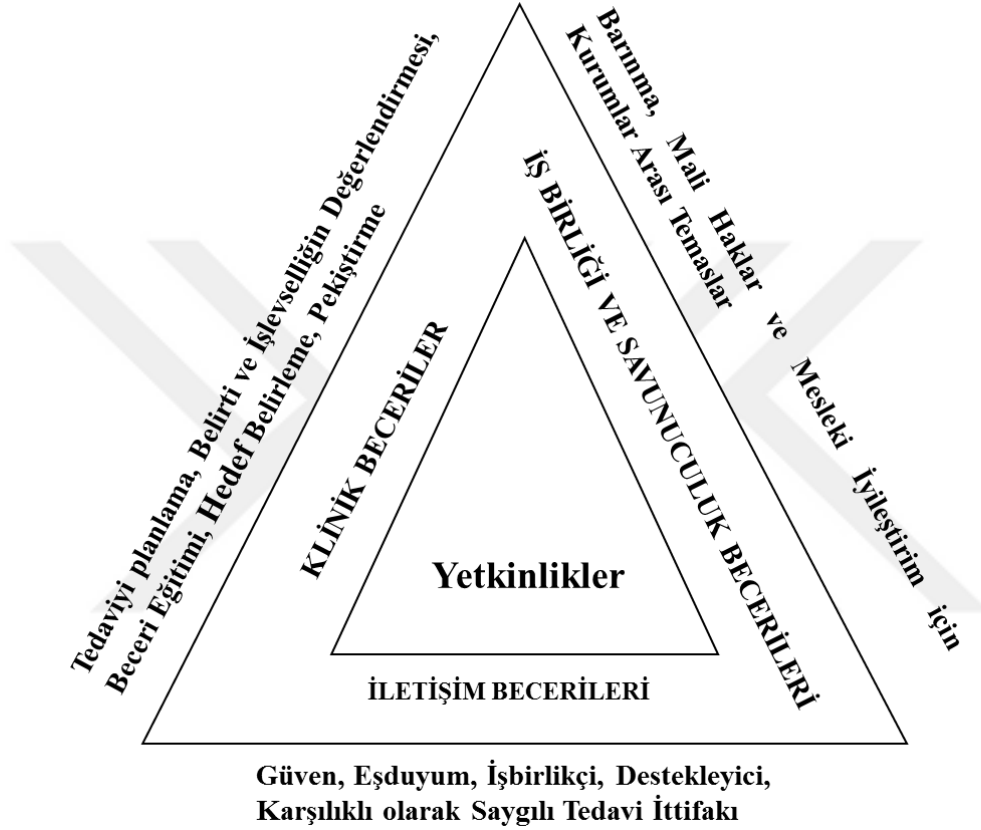 Tedaviyi planlama, Belirti ve İşlevselliğin Değerlendirmesi,
Beceri Eğitimi, Hedef Belirleme, Pekiştirme
KLİNİK BECERİLER
Barınma, Mali Haklar ve Mesleki İyileştirim için
Kurumlar Arası Temaslar
İŞ BİRLİĞİ VE SAVUNUCULUK BECERİLERİ
Yetkinlikler
İLETİŞİM BECERİLERİ
Güven, Eşduyum, İşbirlikçi, Destekleyici,
Karşılıklı olarak Saygılı Tedavi İttifakı